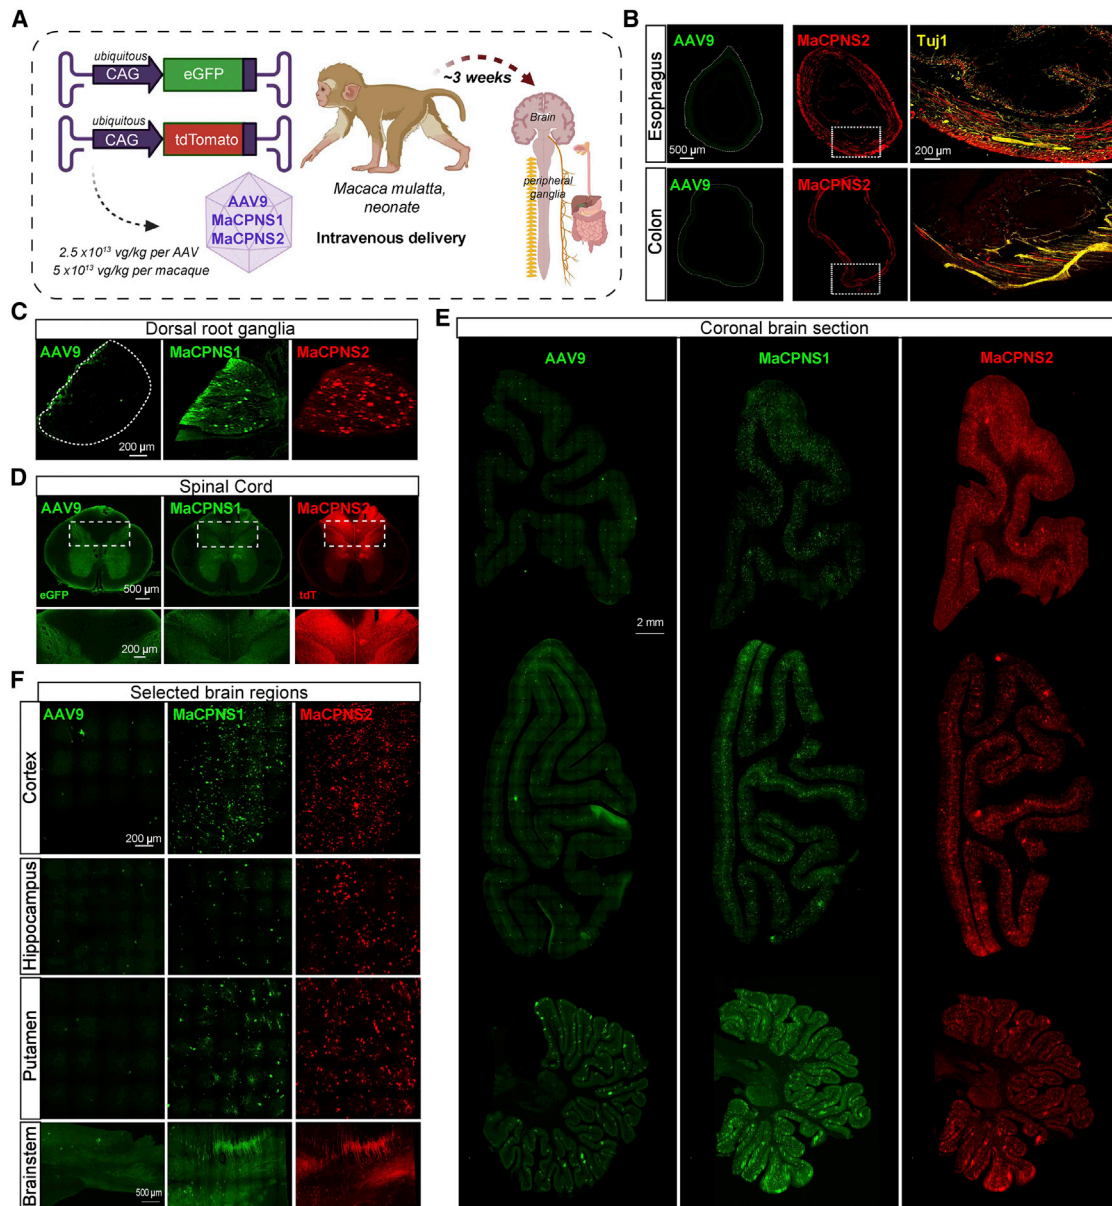 A
ubiquitous
CAG
eGFP
ubiquitous
CAG
tdTomato
AAV9
MaCPNS1
MaCPNS2
2.5 x10¹³ vg/kg per AAV
5 x10¹³ vg/kg per macaque
Macaca mulatta,
neonate
Intravenous delivery
~3 weeks
Brain
peripheral
ganglia
B
Esophagus
AAV9
500 µm
MaCPNS2
Tuj1
200 µm
Colon
AAV9
MaCPNS2
C
Dorsal root ganglia
AAV9
200 µm
MaCPNS1
MaCPNS2
D
Spinal Cord
AAV9
eGFP
500 µm
MaCPNS1
MaCPNS2
tdT
200 µm
E
Coronal brain section
AAV9
MaCPNS1
MaCPNS2
2 mm
F
Selected brain regions
AAV9
MaCPNS1
MaCPNS2
Cortex
200 µm
Hippocampus
Putamen
Brainstem
500 µm